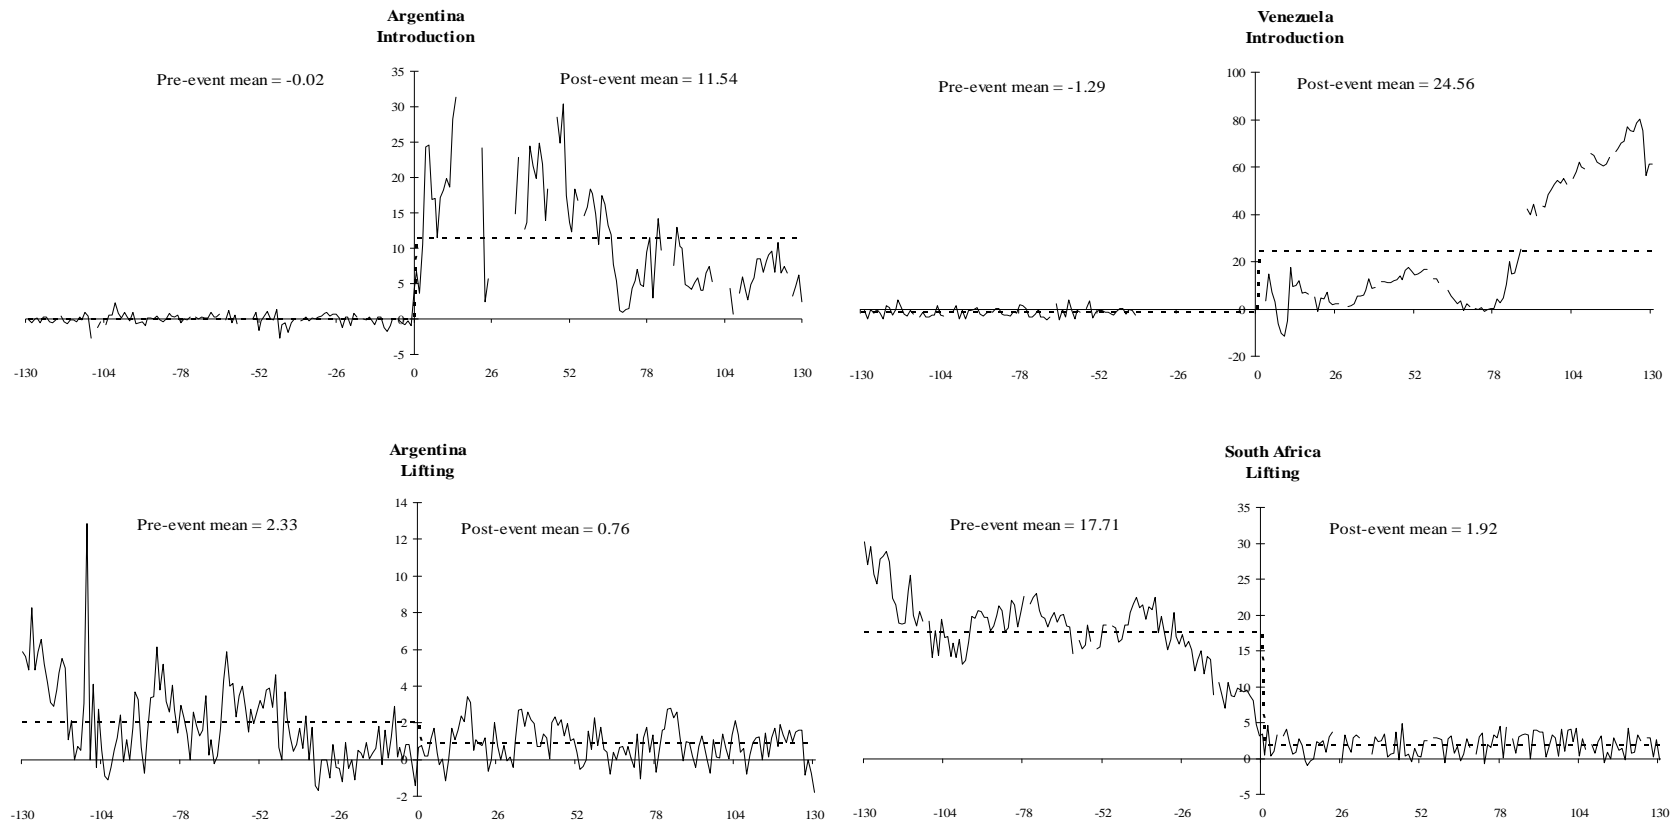 Argentina
Introduction
Pre-event mean = -0.02
Post-event mean = 11.54
35
30
25
20
15
10
5
0
-5
-130 -104 -78 -52 -26 0 26 52 78 104 130
Venezuela
Introduction
Pre-event mean = -1.29
Post-event mean = 24.56
100
80
60
40
20
0
-20
-130 -104 -78 -52 -26 0 26 52 78 104 130
Argentina
Lifting
Pre-event mean = 2.33
Post-event mean = 0.76
14
12
10
8
6
4
2
0
-2
-130 -104 -78 -52 -26 0 26 52 78 104 130
South Africa
Lifting
Pre-event mean = 17.71
Post-event mean = 1.92
35
30
25
20
15
10
5
0
-5
-130 -104 -78 -52 -26 0 26 52 78 104 130